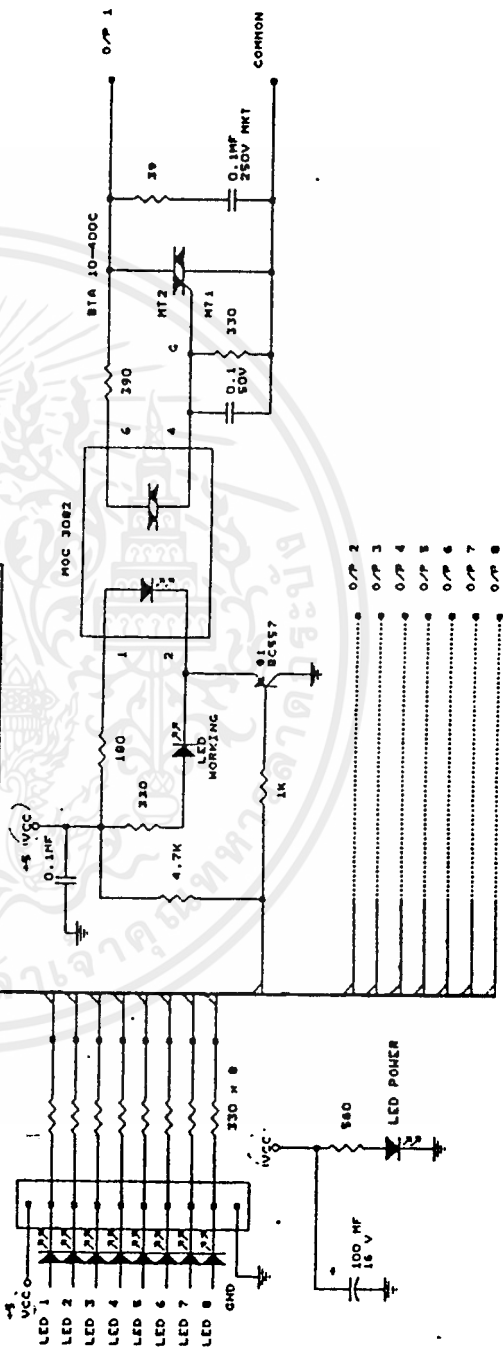 O/P 1
COMMON
39
0.1MF
250V MKT
BTA 10-400C
MT2
MT1
G
330
0.1
50V
390
6
4
MOC 3082
1
2
180
330
LED
WORKING
Q1
BC557
1K
4.7K
+5 VCC
0.1MF
O/P 2
O/P 3
O/P 4
O/P 5
O/P 6
O/P 7
O/P 8
330 x 8
+5
VCC
LED 1
LED 2
LED 3
LED 4
LED 5
LED 6
LED 7
LED 8
GND
VCC
560
LED POWER
+
100 MF
16 V